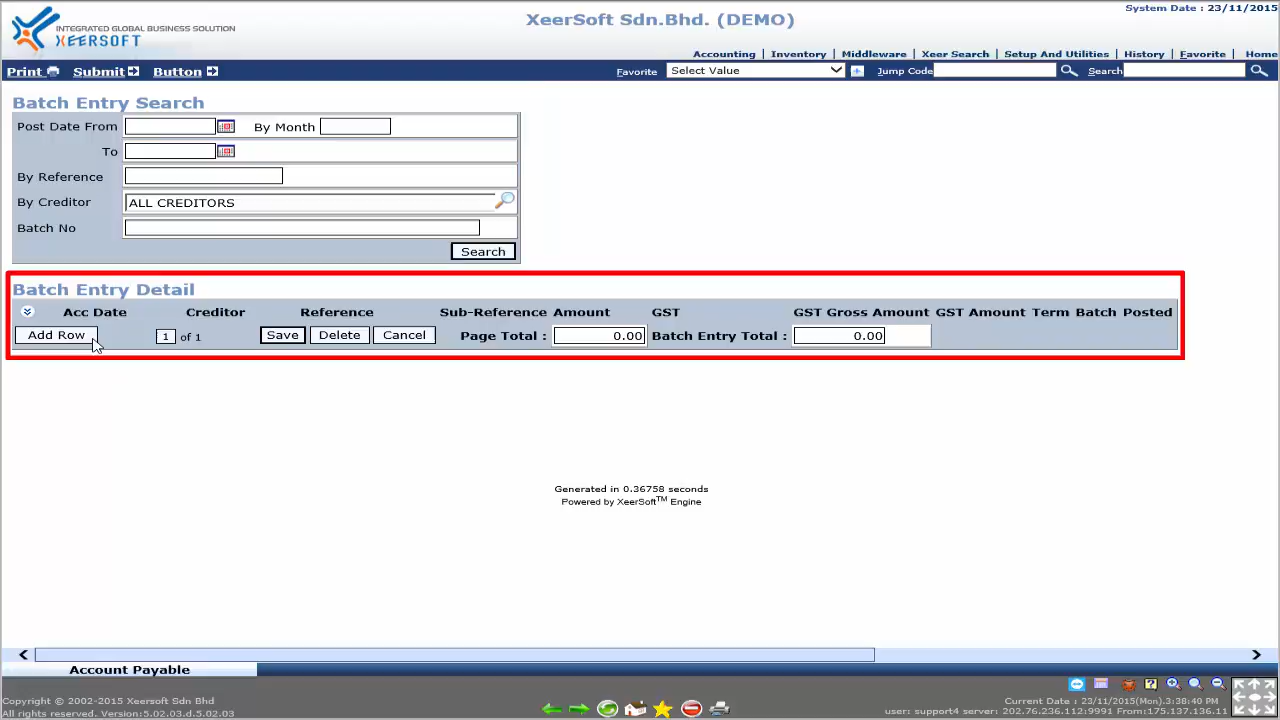 XeerSoft Sdn.Bhd. (DEMO)
System Date : 23/11/2015
INTEGRATED GLOBAL BUSINESS SOLUTION
XEERSOFT
Accounting | Inventory | Middleware | Xeer Search | Setup And Utilities | History | Favorite | Home
Print Submit Button Favorite Select Value Jump Code Search
Batch Entry Search
Post Date From By Month
To
By Reference
By Creditor ALL CREDITORS
Batch No
Search
Batch Entry Detail
Acc Date Creditor Reference Sub-Reference Amount GST GST Gross Amount GST Amount Term Batch Posted
Add Row 1 of 1 Save Delete Cancel Page Total : 0.00 Batch Entry Total : 0.00
Generated in 0.36758 seconds
Powered by XeerSoft™ Engine
Account Payable
Copyright © 2002-2015 Xeersoft Sdn Bhd
All rights reserved. Version:5.02.03.d.5.02.03
Current Date : 23/11/2015(Mon).3:38:40 PM
user: support4 server: 202.76.236.112:9991 From:175.137.136.11